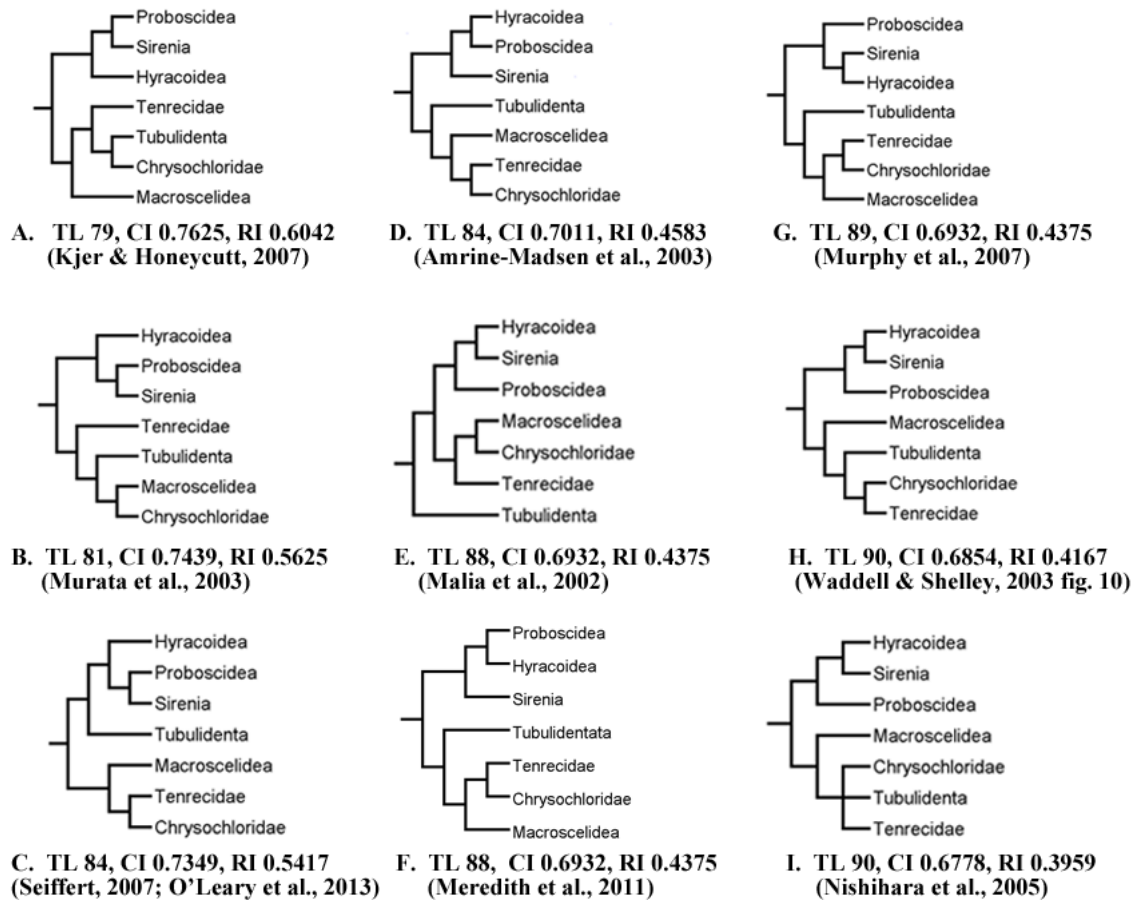 Proboscidea
Sirenia
Hyracoidea
Tenrecidae
Tubulidenta
Chrysochloridae
Macroscelidea
A. TL 79, CI 0.7625, RI 0.6042
(Kjer & Honeycutt, 2007)
Hyracoidea
Proboscidea
Sirenia
Tubulidenta
Macroscelidea
Tenrecidae
Chrysochloridae
D. TL 84, CI 0.7011, RI 0.4583
(Amrine-Madsen et al., 2003)
Proboscidea
Sirenia
Hyracoidea
Tubulidenta
Tenrecidae
Chrysochloridae
Macroscelidea
G. TL 89, CI 0.6932, RI 0.4375
(Murphy et al., 2007)
Hyracoidea
Proboscidea
Sirenia
Tenrecidae
Tubulidenta
Macroscelidea
Chrysochloridae
B. TL 81, CI 0.7439, RI 0.5625
(Murata et al., 2003)
Hyracoidea
Sirenia
Proboscidea
Macroscelidea
Chrysochloridae
Tenrecidae
Tubulidenta
E. TL 88, CI 0.6932, RI 0.4375
(Malia et al., 2002)
Hyracoidea
Sirenia
Proboscidea
Macroscelidea
Tubulidenta
Chrysochloridae
Tenrecidae
H. TL 90, CI 0.6854, RI 0.4167
(Waddell & Shelley, 2003 fig. 10)
Hyracoidea
Proboscidea
Sirenia
Tubulidenta
Macroscelidea
Tenrecidae
Chrysochloridae
C. TL 84, CI 0.7349, RI 0.5417
(Seiffert, 2007; O'Leary et al., 2013)
Proboscidea
Hyracoidea
Sirenia
Tubulidentata
Tenrecidae
Chrysochloridae
Macroscelidea
F. TL 88, CI 0.6932, RI 0.4375
(Meredith et al., 2011)
Hyracoidea
Sirenia
Proboscidea
Macroscelidea
Chrysochloridae
Tubulidenta
Tenrecidae
I. TL 90, CI 0.6778, RI 0.3959
(Nishihara et al., 2005)